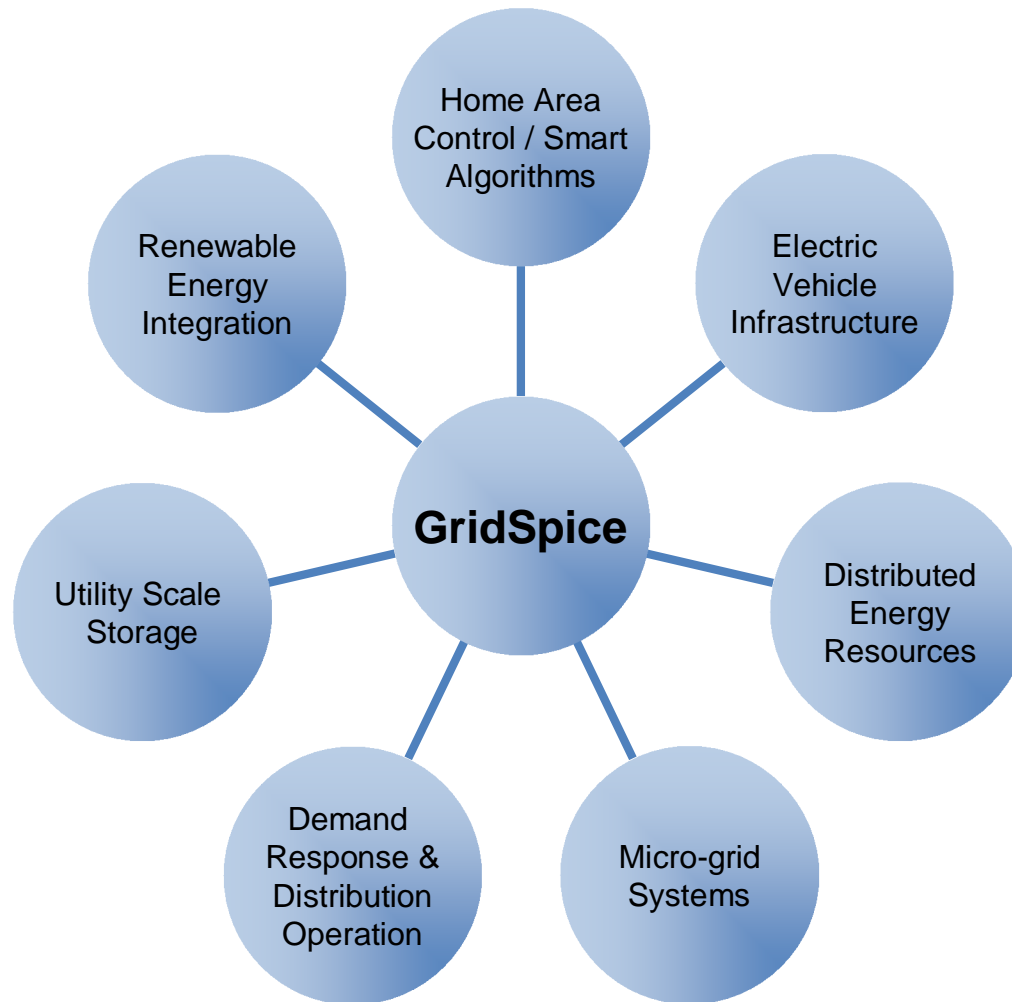 Home Area
Control / Smart
Algorithms
Renewable
Energy
Integration
Electric
Vehicle
Infrastructure
GridSpice
Utility Scale
Storage
Distributed
Energy
Resources
Demand
Response &
Distribution
Operation
Micro-grid
Systems